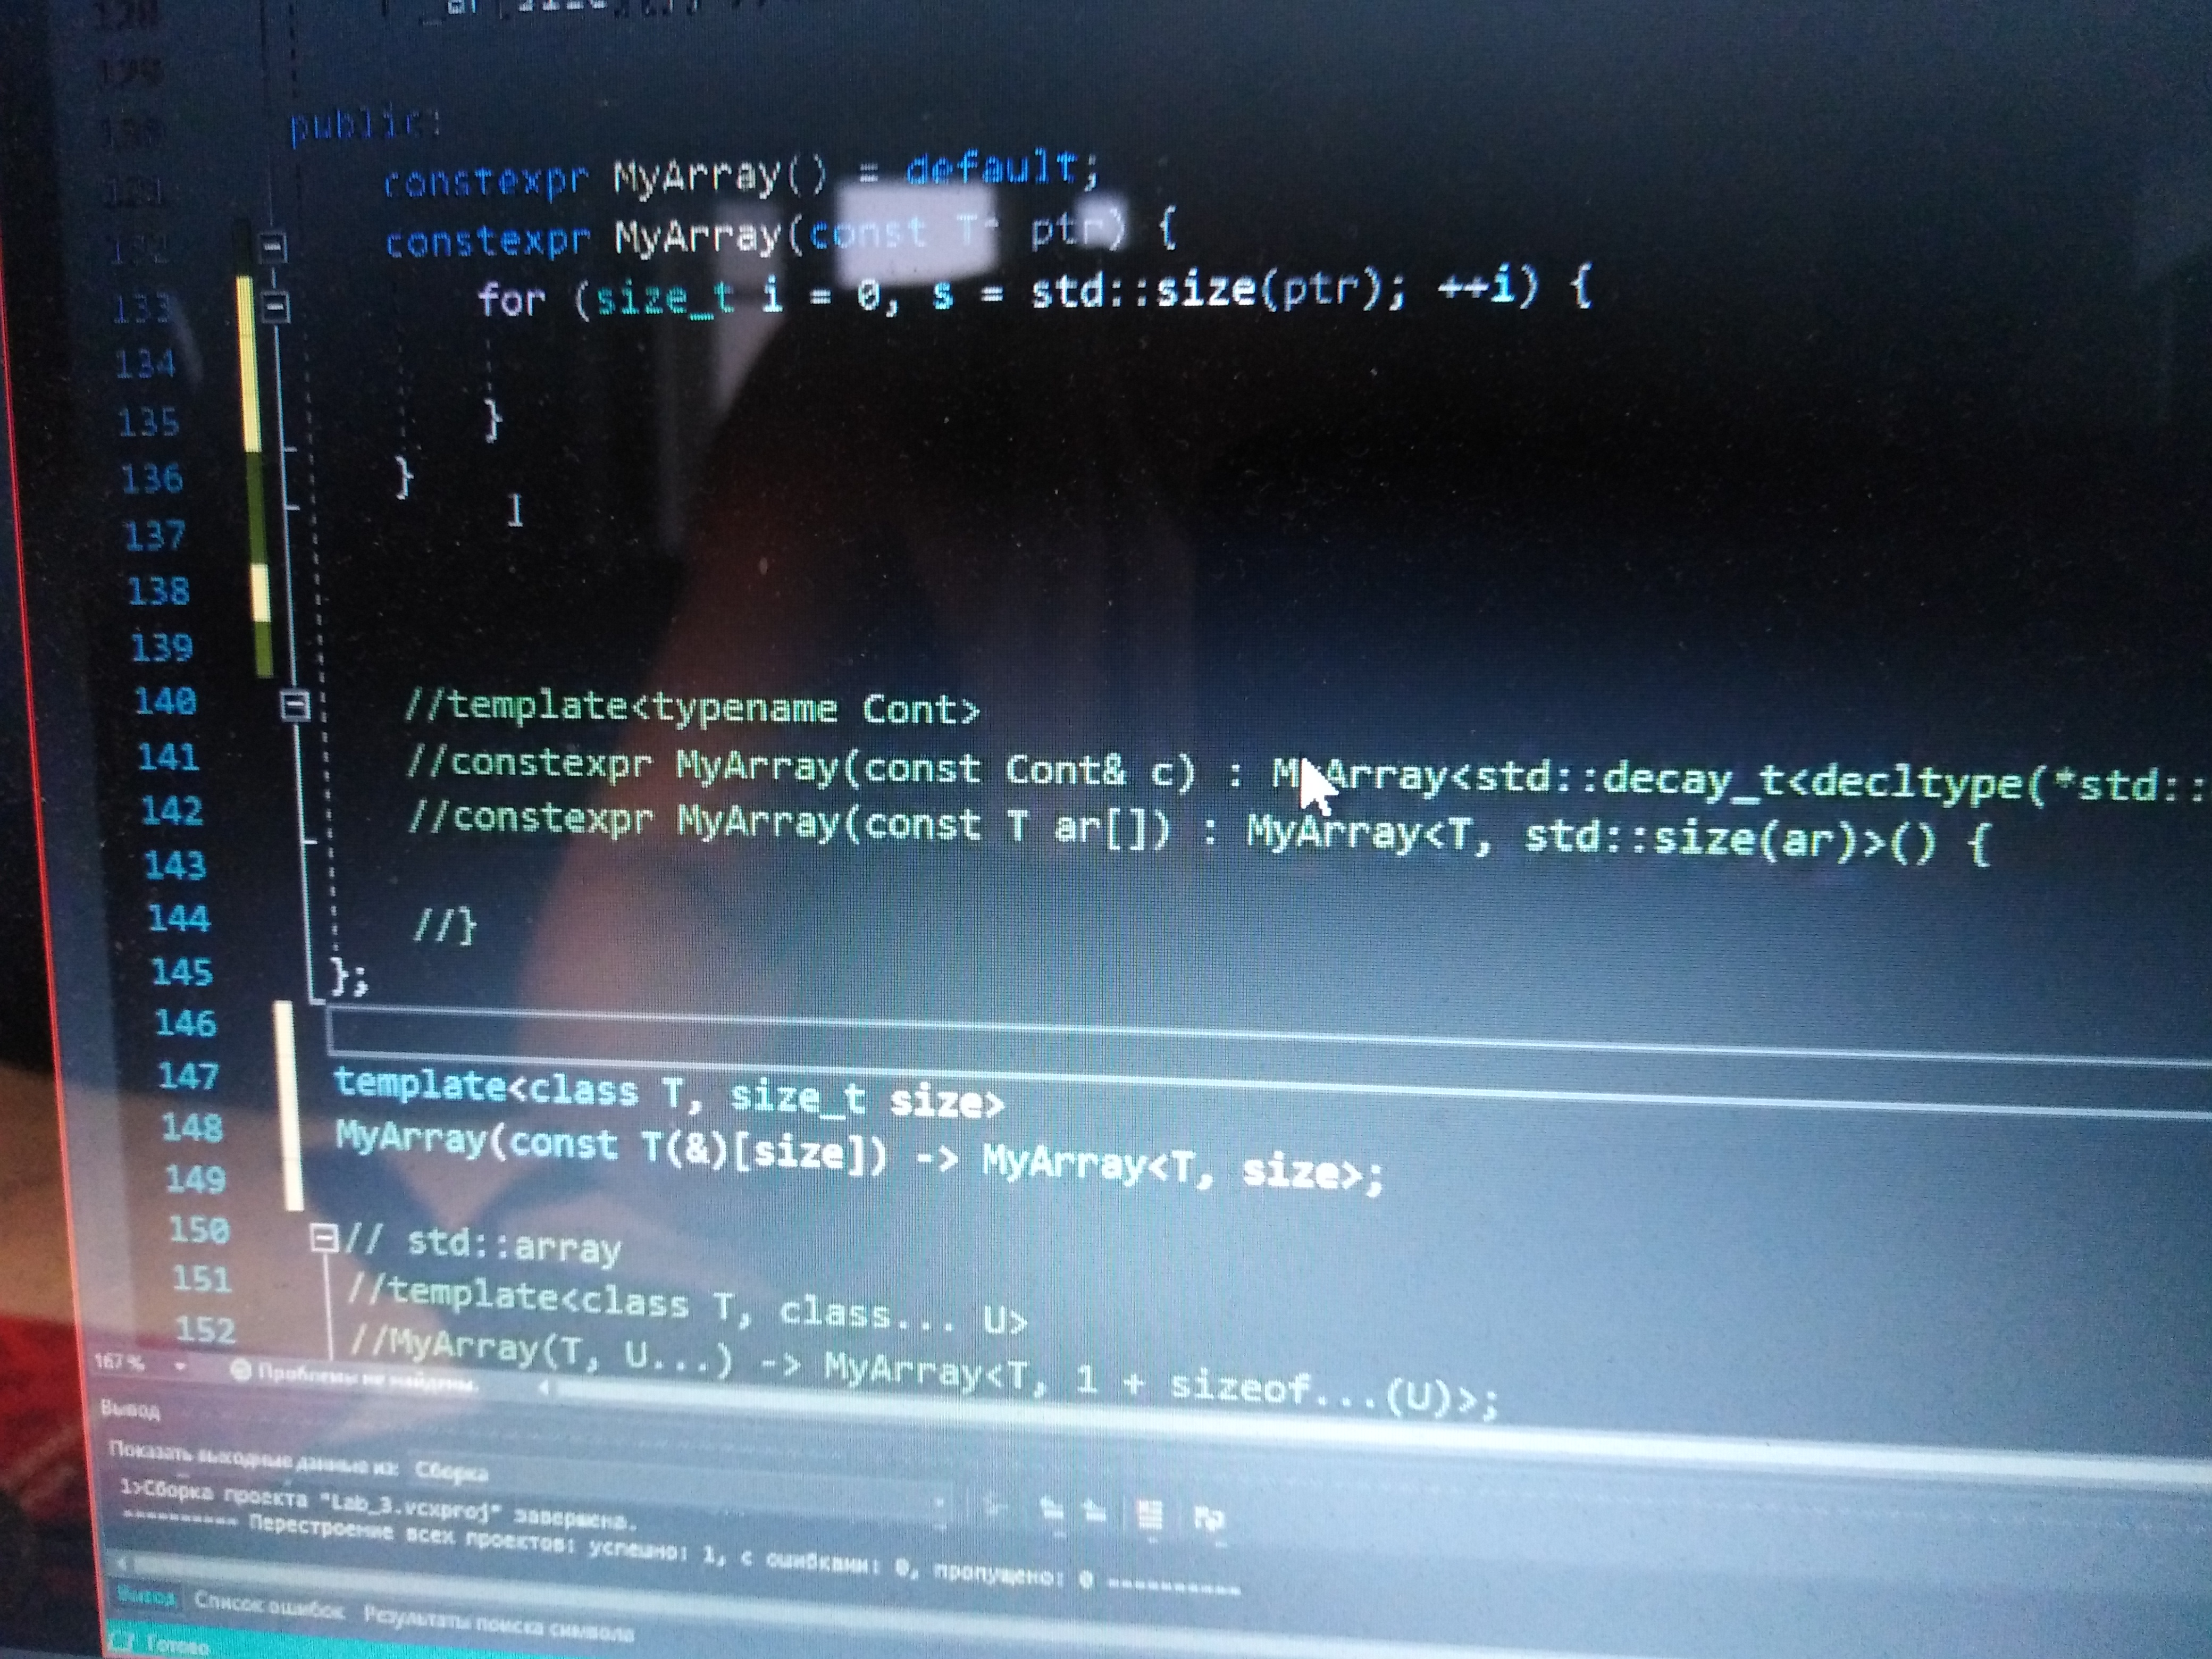 128
129
130 public:
131 constexpr MyArray() = default;
132 constexpr MyArray(const T* ptr) {
133 for (size_t i = 0, s = std::size(ptr); ++i) {
134
135 }
136 }
137
138
139
140 //template<typename Cont>
141 //constexpr MyArray(const Cont& c) : MyArray<std::decay_t<decltype(*std::
142 //constexpr MyArray(const T ar[]) : MyArray<T, std::size(ar)>() {
143
144 //}
145 };
146
147 template<class T, size_t size>
148 MyArray(const T(&)[size]) -> MyArray<T, size>;
149
150 // std::array
151 //template<class T, class... U>
152 //MyArray(T, U...) -> MyArray<T, 1 + sizeof...(U)>;
167 % Проблемы не найдены.
Вывод
Показать выходные данные из: Сборка
1>Сборка проекта "Lab_3.vcxproj" завершена.
========== Перестроение всех проектов: успешно: 1, с ошибками: 0, пропущено: 0 ==========
Вывод Список ошибок Результаты поиска символа
Готово